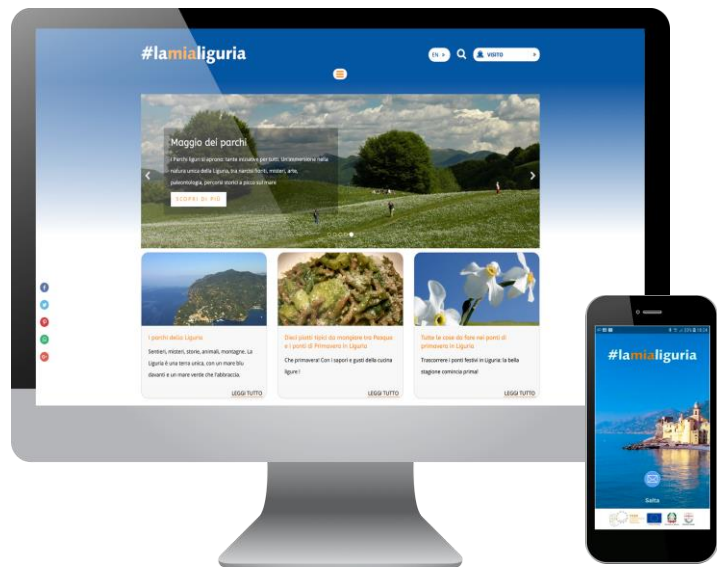 #lamialiguria
EN
VISITO
Maggio dei parchi
I Parchi liguri si aprono: tante iniziative per tutti. Un'immersione nella
natura unica della Liguria, tra narcisi fioriti, misteri, arte,
paleontologia, percorsi storici a picco sul mare
SCOPRI DI PIÙ
I parchi della Liguria
Sentieri, misteri, storie, animali, montagne. La
Liguria è una terra unica, con un mare blu
davanti e un mare verde che l'abbraccia.
LEGGI TUTTO
Dieci piatti tipici da mangiare tra Pasqua
e i ponti di Primavera in Liguria
Che primavera! Con i sapori e gusti della cucina
ligure!
LEGGI TUTTO
Tutte le cose da fare nei ponti di
primavera in Liguria
Trascorrere i ponti festivi in Liguria: la bella
stagione comincia prima!
LEGGI TUTTO
#lamialiguria
Salta